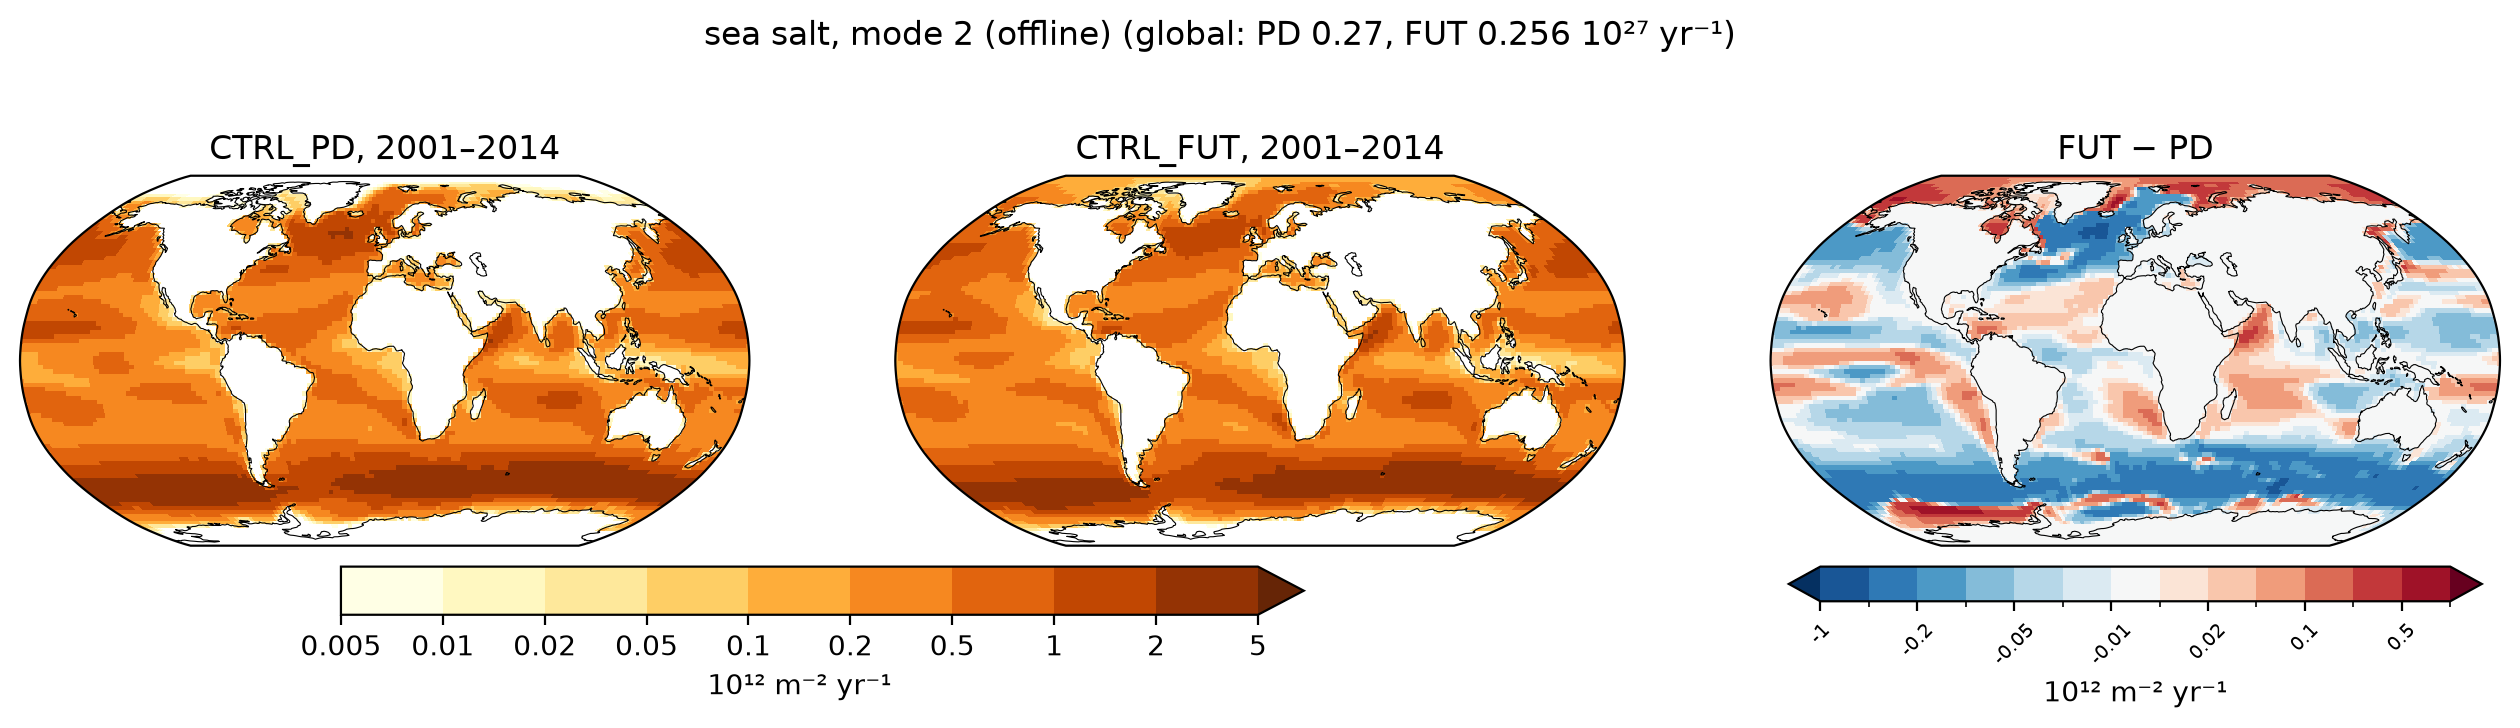 sea salt, mode 2 (offline) (global: PD 0.27, FUT 0.256 10²⁷ yr⁻¹)
CTRL_PD, 2001–2014
CTRL_FUT, 2001–2014
FUT − PD
0.005 0.01 0.02 0.05 0.1 0.2 0.5 1 2 5
10¹² m⁻² yr⁻¹
-1 -0.2 -0.05 -0.01 0.02 0.1 0.5
10¹² m⁻² yr⁻¹